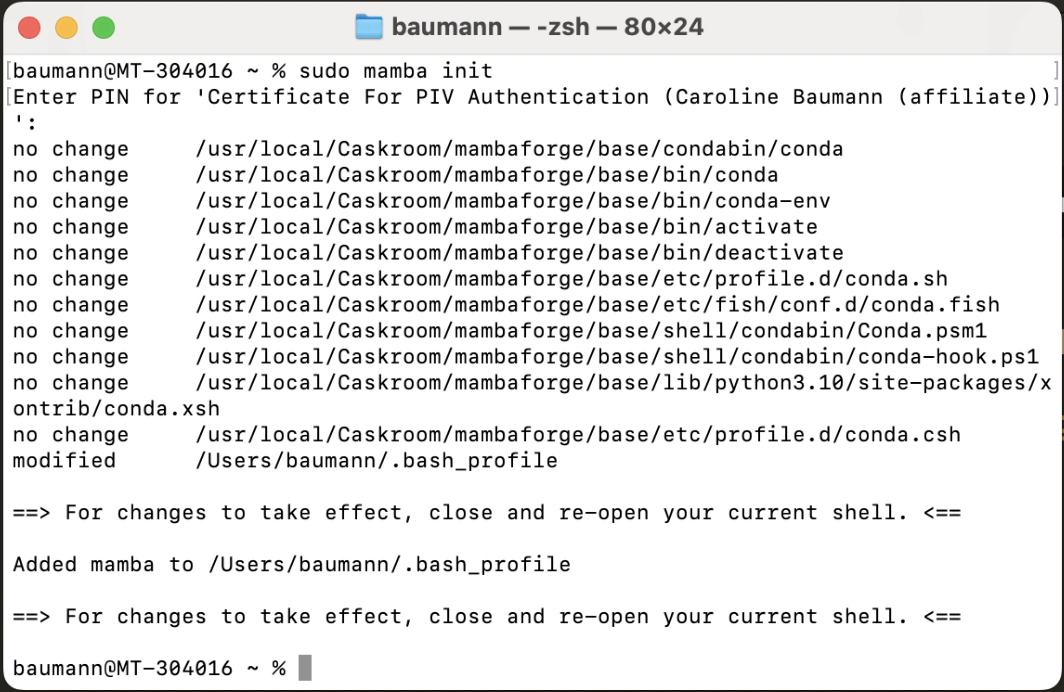 baumann — -zsh — 80×24
[baumann@MT-304016 ~ % sudo mamba init ]
[Enter PIN for 'Certificate For PIV Authentication (Caroline Baumann (affiliate))]
':
no change     /usr/local/Caskroom/mambaforge/base/condabin/conda
no change     /usr/local/Caskroom/mambaforge/base/bin/conda
no change     /usr/local/Caskroom/mambaforge/base/bin/conda-env
no change     /usr/local/Caskroom/mambaforge/base/bin/activate
no change     /usr/local/Caskroom/mambaforge/base/bin/deactivate
no change     /usr/local/Caskroom/mambaforge/base/etc/profile.d/conda.sh
no change     /usr/local/Caskroom/mambaforge/base/etc/fish/conf.d/conda.fish
no change     /usr/local/Caskroom/mambaforge/base/shell/condabin/Conda.psm1
no change     /usr/local/Caskroom/mambaforge/base/shell/condabin/conda-hook.ps1
no change     /usr/local/Caskroom/mambaforge/base/lib/python3.10/site-packages/x
ontrib/conda.xsh
no change     /usr/local/Caskroom/mambaforge/base/etc/profile.d/conda.csh
modified      /Users/baumann/.bash_profile
==> For changes to take effect, close and re-open your current shell. <==
Added mamba to /Users/baumann/.bash_profile
==> For changes to take effect, close and re-open your current shell. <==
baumann@MT-304016 ~ %